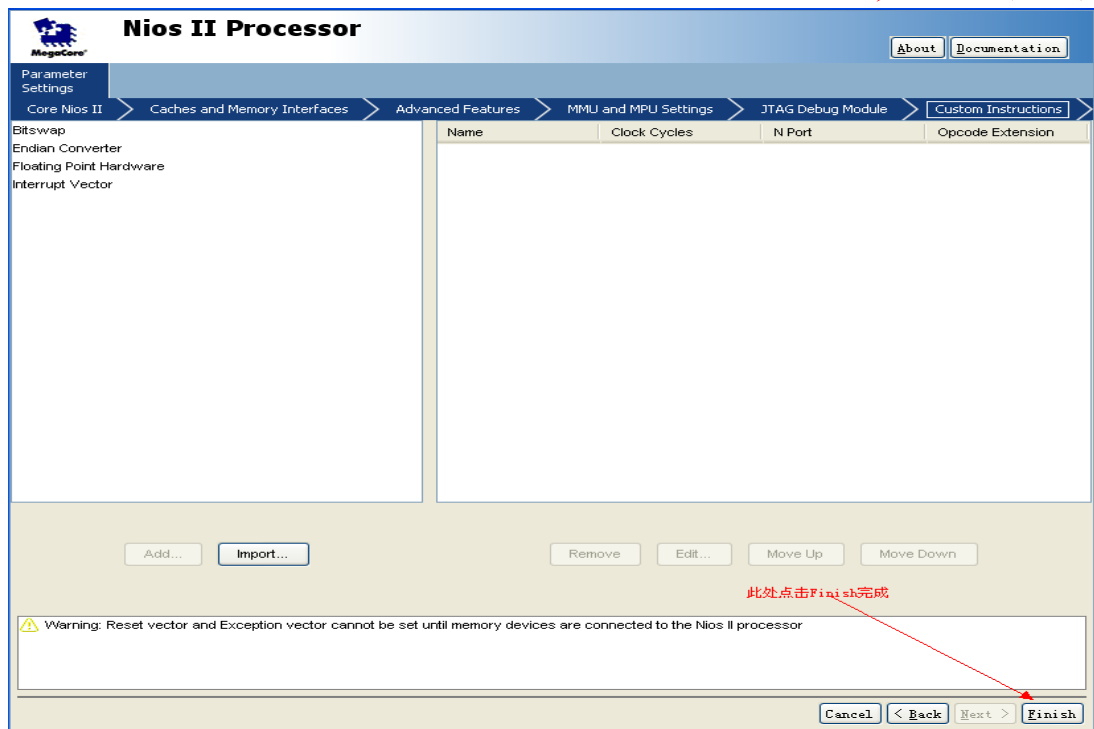 Nios II Processor
MegaCore®
About
Documentation
Parameter
Settings
Core Nios II
Caches and Memory Interfaces
Advanced Features
MMU and MPU Settings
JTAG Debug Module
Custom Instructions
Bitswap
Endian Converter
Floating Point Hardware
Interrupt Vector
Name
Clock Cycles
N Port
Opcode Extension
Add...
Import...
Remove
Edit...
Move Up
Move Down
此处点击Finish完成
Warning: Reset vector and Exception vector cannot be set until memory devices are connected to the Nios II processor
Cancel
< Back
Next >
Finish